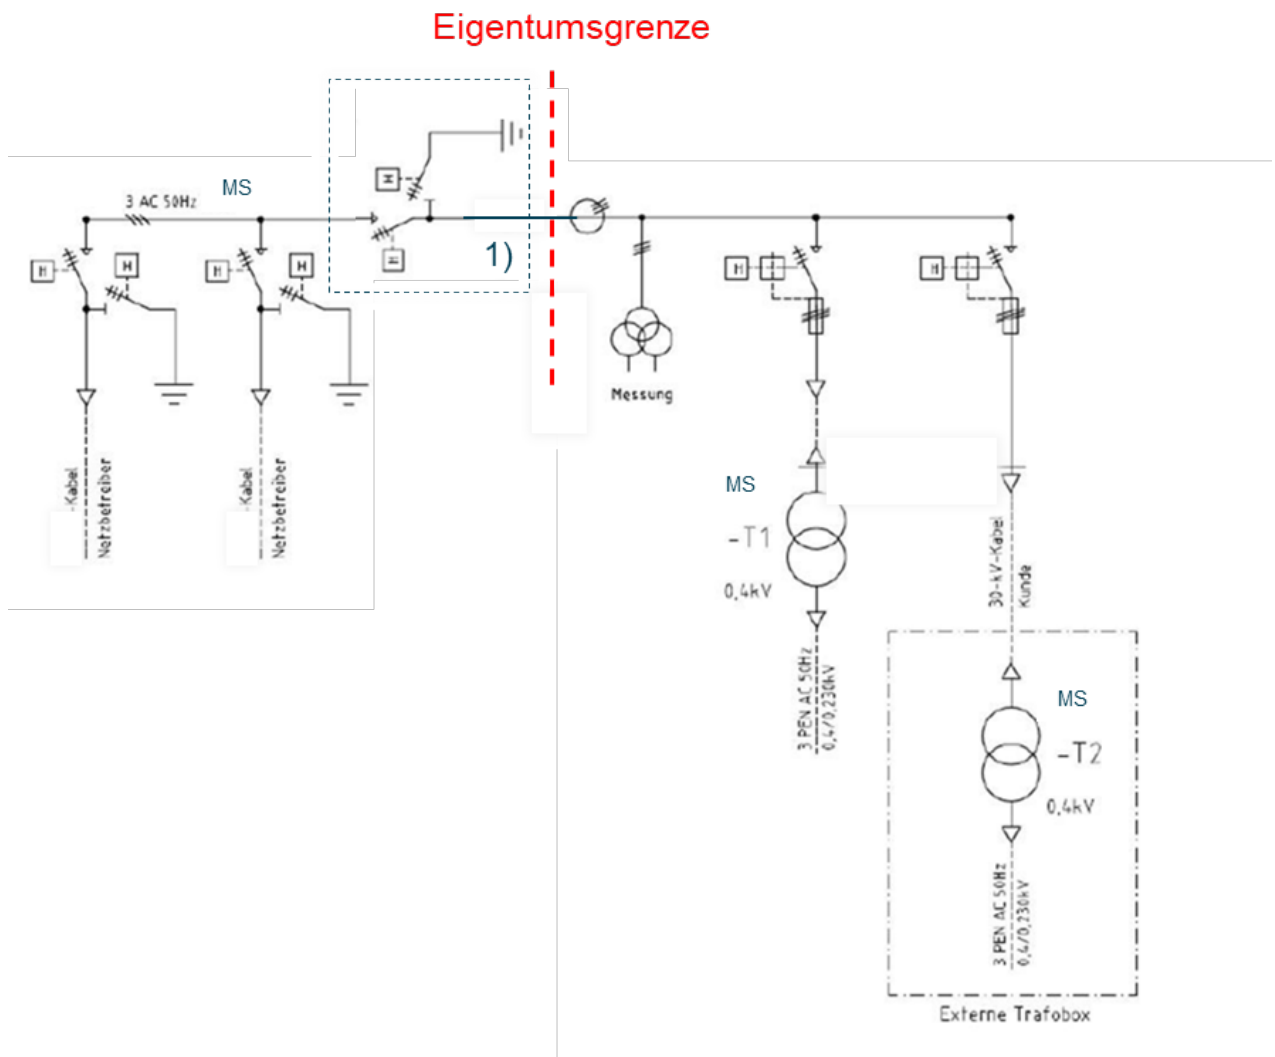 Eigentumsgrenze
3 AC 50Hz
MS
H
H
H
H
H
H
1)
H
H
Messung
-Kabel
Netzbetreiber
-Kabel
Netzbetreiber
MS
-T1
0,4kV
3 PEN AC 50Hz
0,4/0,230kV
30-kV-Kabel
Kunde
MS
-T2
0,4kV
3 PEN AC 50Hz
0,4/0,230kV
Externe Trafobox